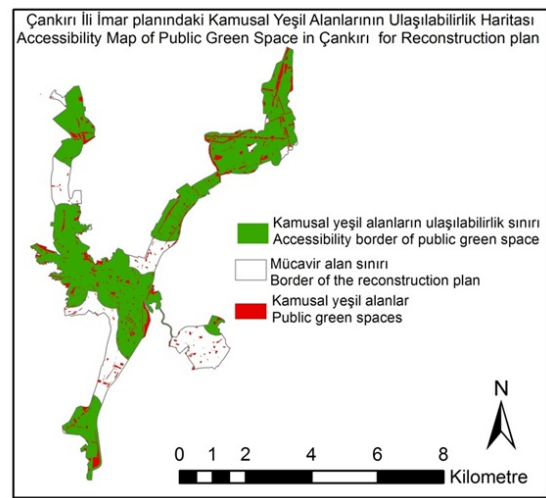 Çankırı İli İmar planındaki Kamusal Yeşil Alanlarının Ulaşılabilirlik Haritası
Accessibility Map of Public Green Space in Çankırı for Reconstruction plan
Kamusal yeşil alanların ulaşılabilirlik sınırı
Accessibility border of public green space
Mücavir alan sınırı
Border of the reconstruction plan
Kamusal yeşil alanlar
Public green spaces
N
0 1 2 4 6 8
Kilometre